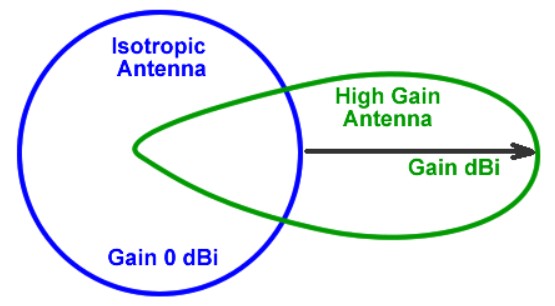 Isotropic
Antenna
High Gain
Antenna
Gain dBi
Gain 0 dBi